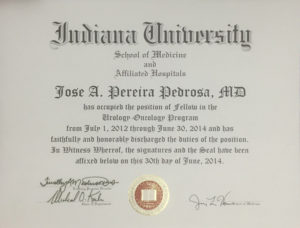 Indiana University
School of Medicine
and
Affiliated Hospitals
Jose A. Pereira Pedrosa, MD
has occupied the position of Fellow in the
Urology-Oncology Program
from July 1, 2012 through June 30, 2014 and has
faithfully and honorably discharged the duties of the position.
In Witness Whereof, the signatures and the Seal have been
affixed below on this 30th day of June, 2014.